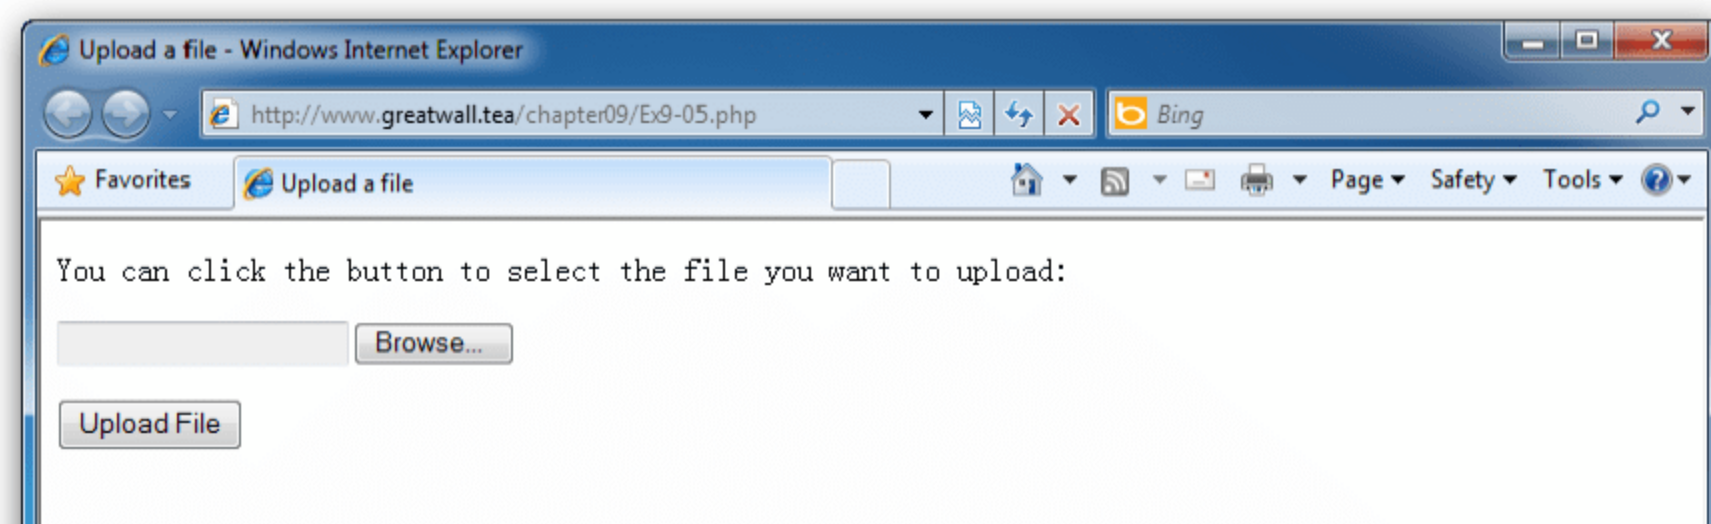 Upload a file - Windows Internet Explorer
http://www.greatwall.tea/chapter09/Ex9-05.php Bing
Favorites Upload a file Page Safety Tools
You can click the button to select the file you want to upload:
Browse...
Upload File